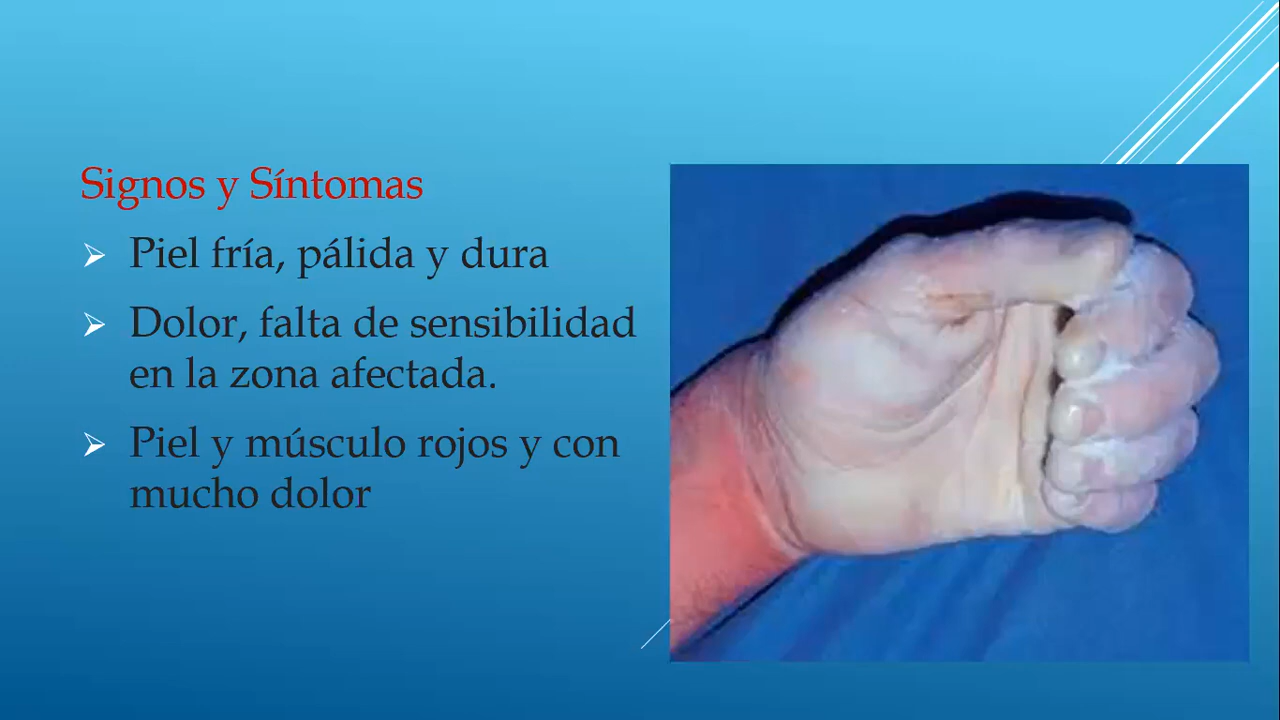 Signos y Síntomas
Piel fría, pálida y dura
Dolor, falta de sensibilidad
en la zona afectada.
Piel y músculo rojos y con
mucho dolor